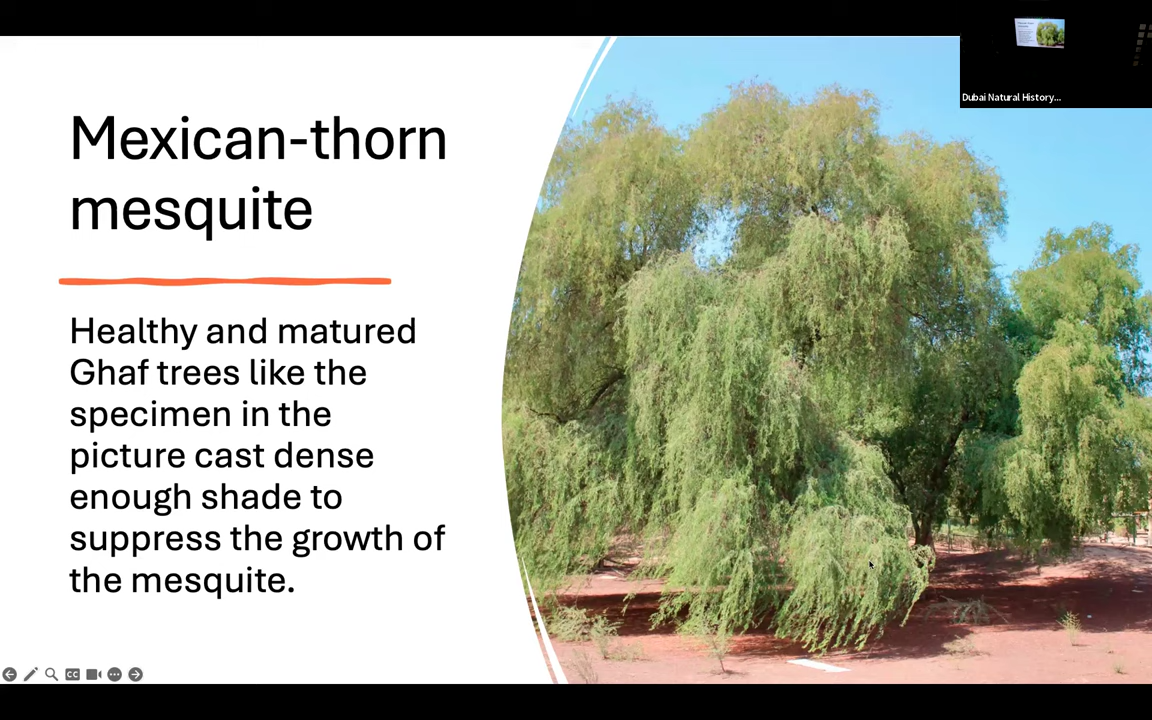 Dubai Natural History...
Mexican-thorn
mesquite
Healthy and matured
Ghaf trees like the
specimen in the
picture cast dense
enough shade to
suppress the growth of
the mesquite.
CC